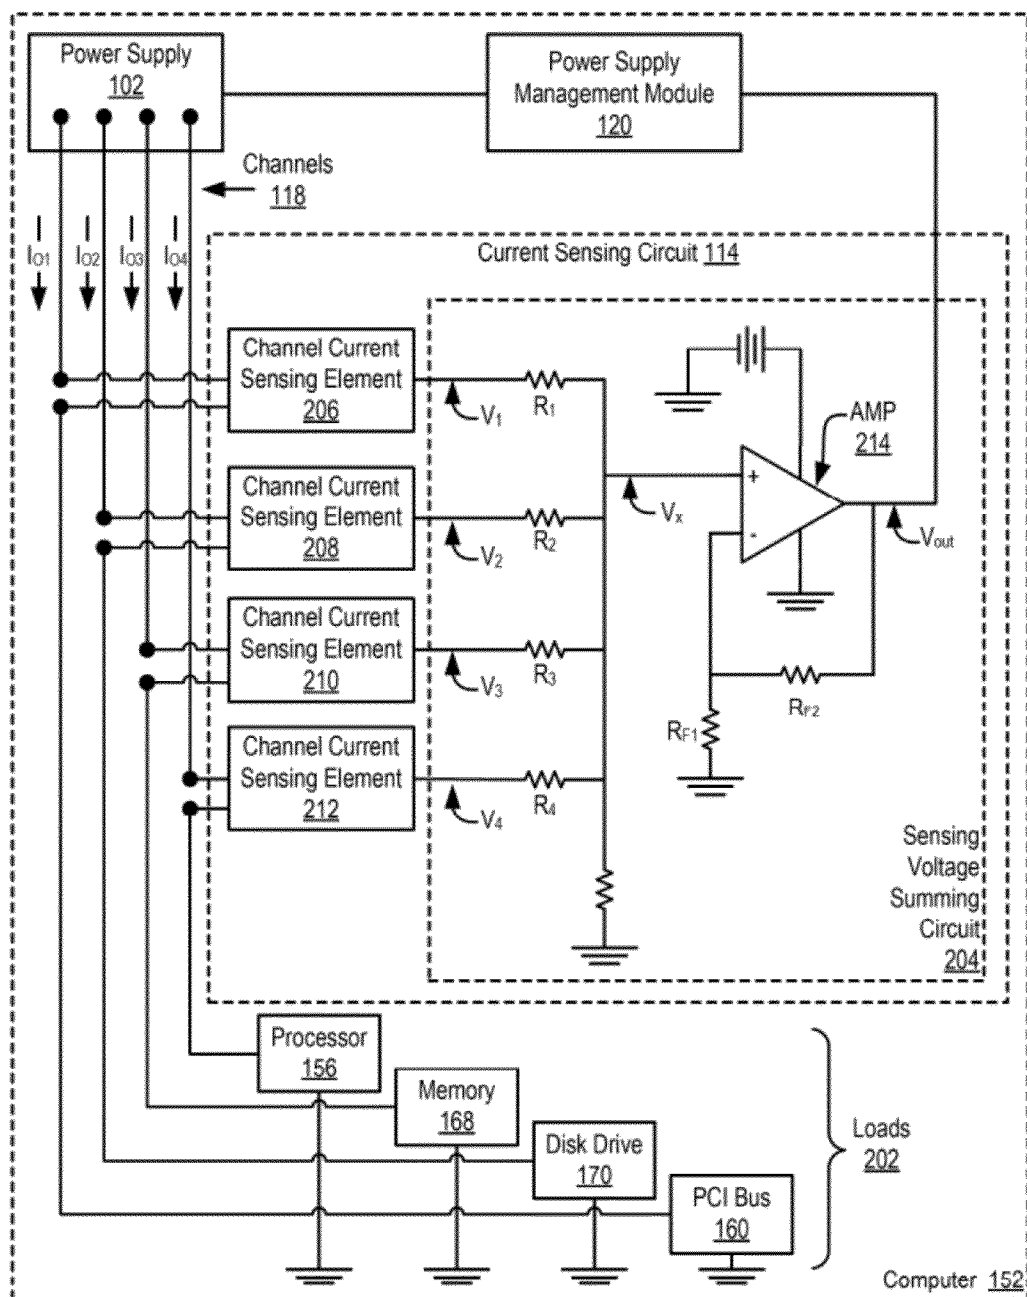 Power Supply
102
Power Supply
Management Module
120
Channels
118
IO1
IO2
IO3
IO4
Current Sensing Circuit 114
Channel Current
Sensing Element
206
V1
R1
AMP
214
+
-
Vx
Vout
Channel Current
Sensing Element
208
V2
R2
Channel Current
Sensing Element
210
V3
R3
RF1
RF2
Channel Current
Sensing Element
212
V4
R4
Sensing
Voltage
Summing
Circuit
204
Processor
156
Memory
168
Disk Drive
170
PCI Bus
160
Loads
202
Computer 152